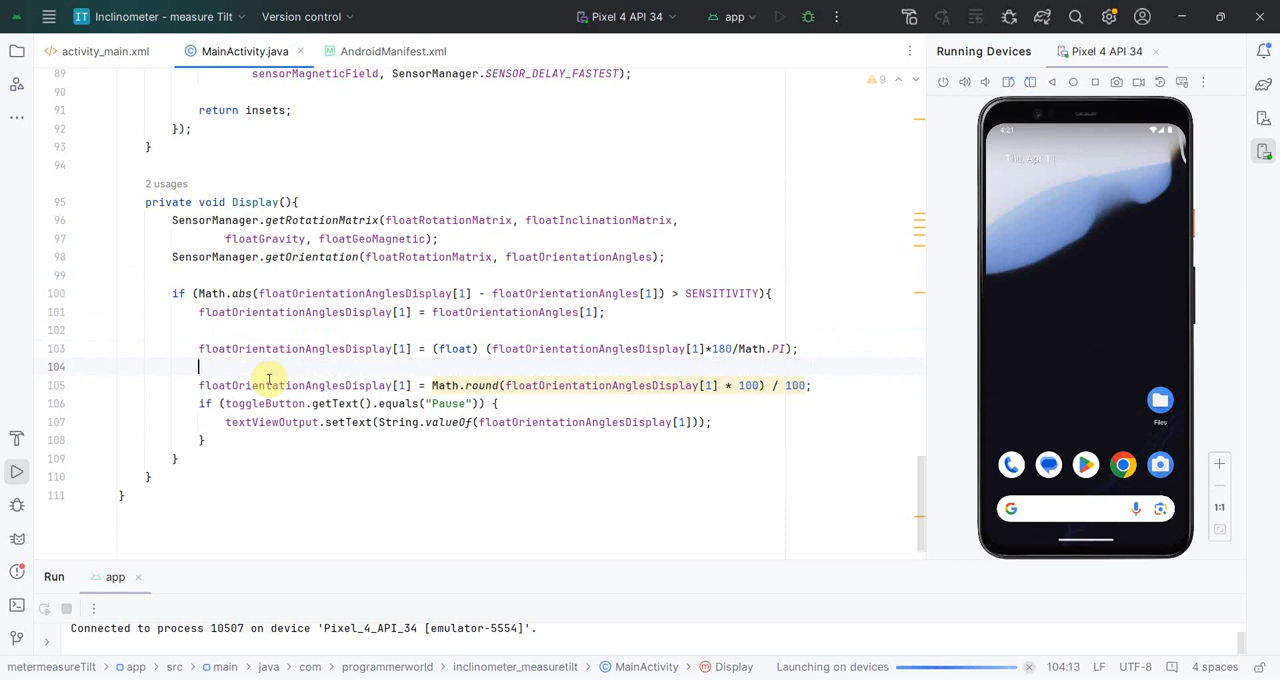 IT Inclinometer - measure Tilt Version control Pixel 4 API 34 app
activity_main.xml MainActivity.java AndroidManifest.xml
Running Devices Pixel 4 API 34
89 sensorMagneticField, SensorManager.SENSOR_DELAY_FASTEST);
9
90
91 return insets;
92 });
93 }
94
2 usages
95 private void Display(){
96 SensorManager.getRotationMatrix(floatRotationMatrix, floatInclinationMatrix,
97 floatGravity, floatGeoMagnetic);
98 SensorManager.getOrientation(floatRotationMatrix, floatOrientationAngles);
99
100 if (Math.abs(floatOrientationAnglesDisplay[1] - floatOrientationAngles[1]) > SENSITIVITY){
101 floatOrientationAnglesDisplay[1] = floatOrientationAngles[1];
102
103 floatOrientationAnglesDisplay[1] = (float) (floatOrientationAnglesDisplay[1]*180/Math.PI);
104
105 floatOrientationAnglesDisplay[1] = Math.round(floatOrientationAnglesDisplay[1] * 100) / 100;
106 if (toggleButton.getText().equals("Pause")) {
107 textViewOutput.setText(String.valueOf(floatOrientationAnglesDisplay[1]));
108 }
109 }
110 }
111 }
4:21
Files
1:1
Run app
Connected to process 10507 on device 'Pixel_4_API_34 [emulator-5554]'.
metermeasureTilt > app > src > main > java > com > programmerworld > inclinometer_measuretilt > MainActivity > Display Launching on devices 104:13 LF UTF-8 4 spaces